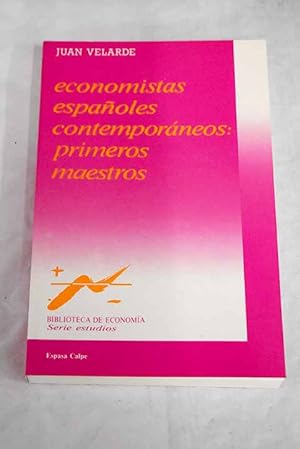 JUAN VELARDE
economistas
españoles
contemporáneos:
primeros
maestros
BIBLIOTECA DE ECONOMÍA
Serie estudios
Espasa Calpe